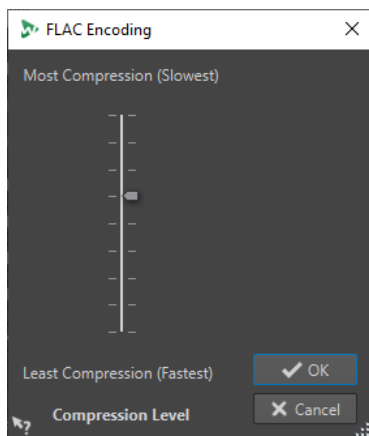 FLAC Encoding
Most Compression (Slowest)
Least Compression (Fastest)
OK
Compression Level
Cancel